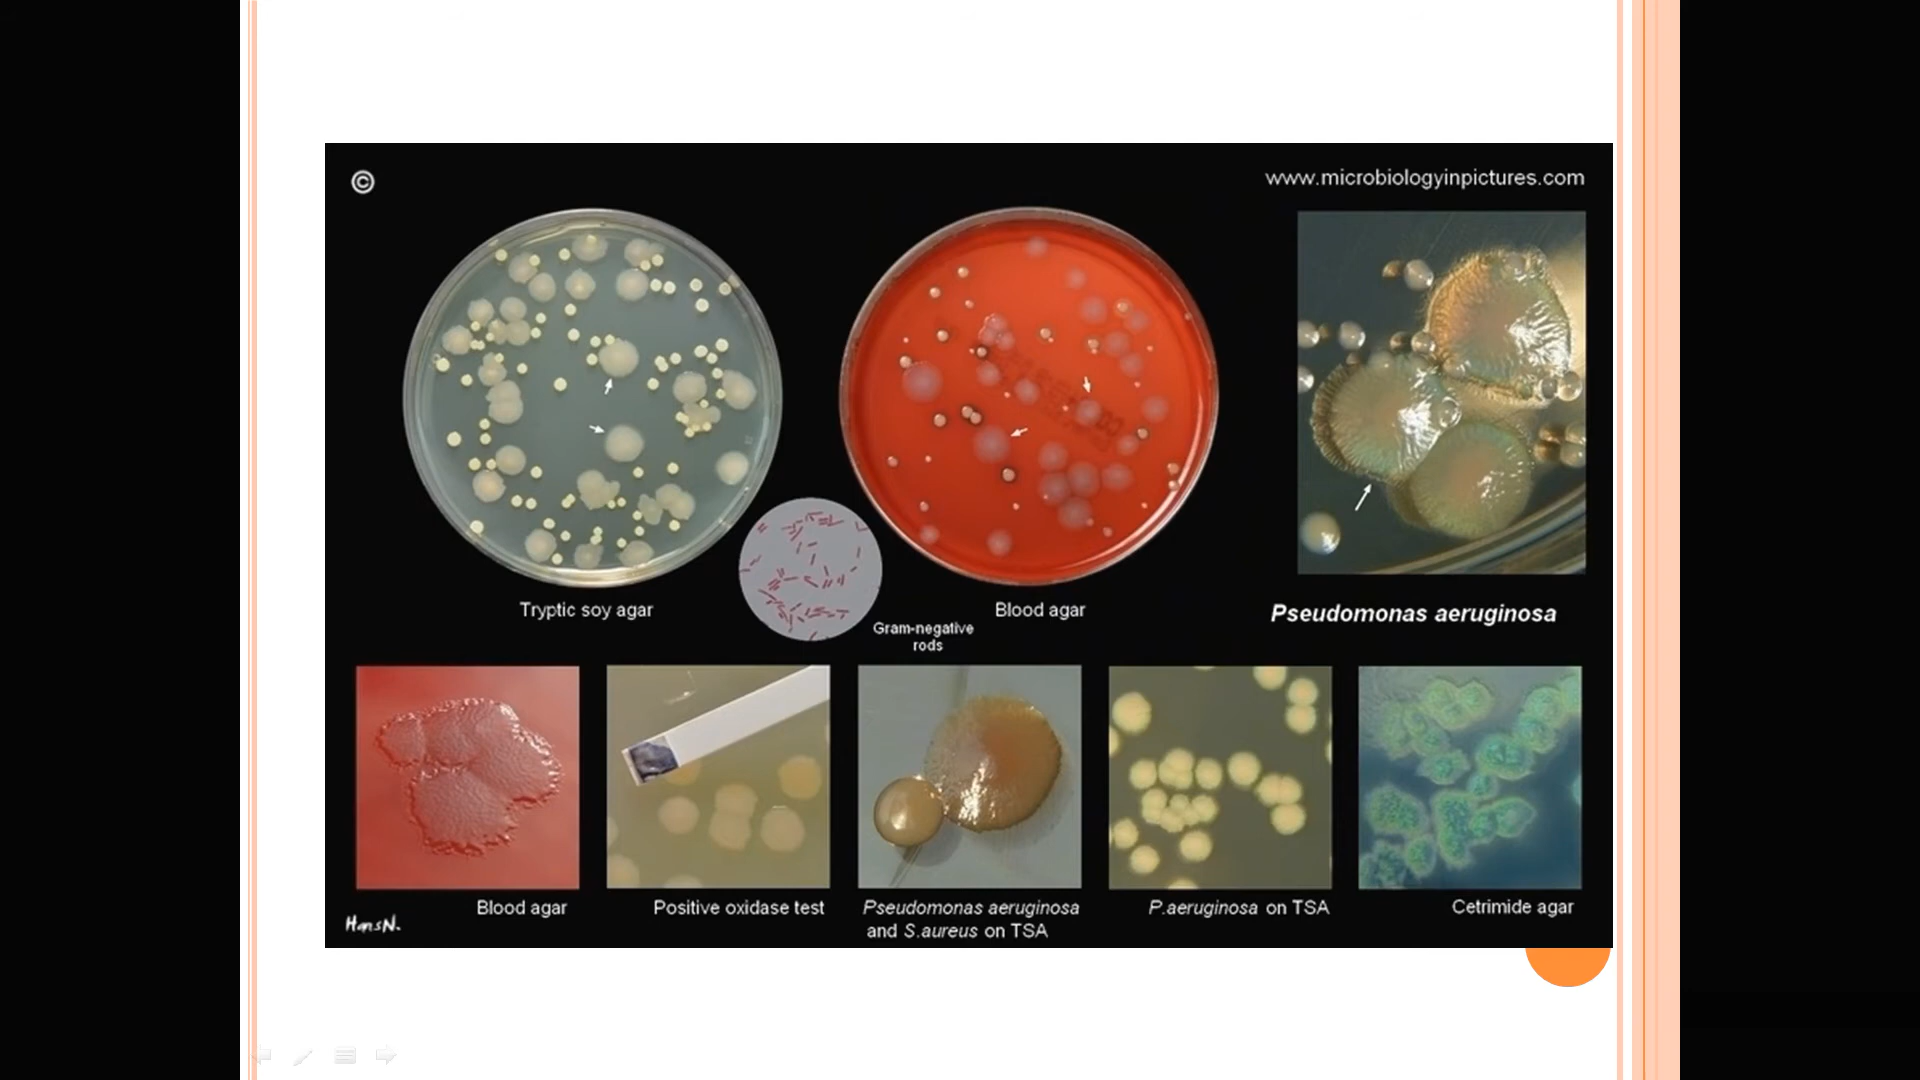 ©
www.microbiologyinpictures.com
Tryptic soy agar
Gram-negative
rods
Blood agar
Pseudomonas aeruginosa
Blood agar
Positive oxidase test
Pseudomonas aeruginosa
and S.aureus on TSA
P.aeruginosa on TSA
Cetrimide agar
HansN.